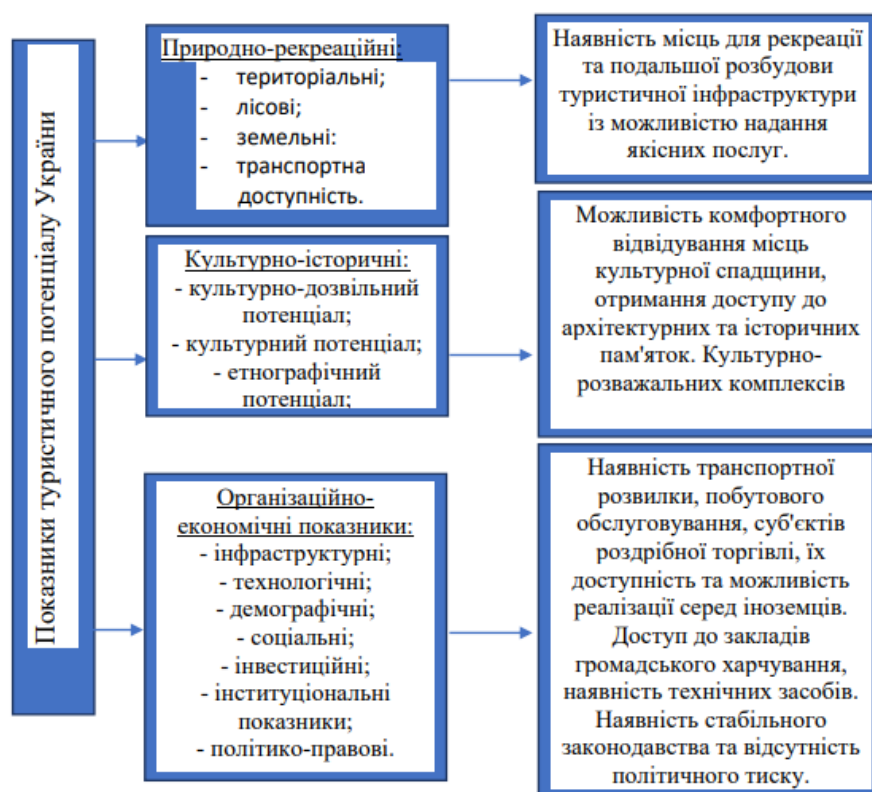 Показники туристичного потенціалу України
Природно-рекреаційні:
- територіальні;
- лісові;
- земельні:
- транспортна
доступність.
Наявність місць для рекреації
та подальшої розбудови
туристичної інфраструктури
із можливістю надання
якісних послуг.
Культурно-історичні:
- культурно-дозвільний
потенціал;
- культурний потенціал;
- етнографічний
потенціал;
Можливість комфортного
відвідування місць
культурної спадщини,
отримання доступу до
архітектурних та історичних
пам'яток. Культурно-
розважальних комплексів
Організаційно-
економічні показники:
- інфраструктурні;
- технологічні;
- демографічні;
- соціальні;
- інвестиційні;
- інституціональні
показники;
- політико-правові.
Наявність транспортної
розвилки, побутового
обслуговування, суб'єктів
роздрібної торгівлі, їх
доступність та можливість
реалізації серед іноземців.
Доступ до закладів
громадського харчування,
наявність технічних засобів.
Наявність стабільного
законодавства та відсутність
політичного тиску.